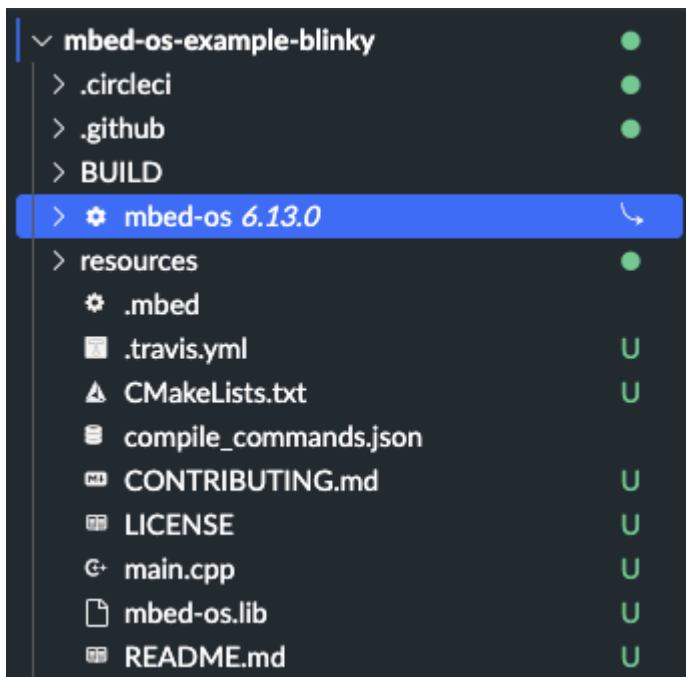 mbed-os-example-blinky
.circleci
.github
BUILD
mbed-os 6.13.0
resources
.mbed
.travis.yml U
CMakeLists.txt U
compile_commands.json
CONTRIBUTING.md U
LICENSE U
main.cpp U
mbed-os.lib U
README.md U